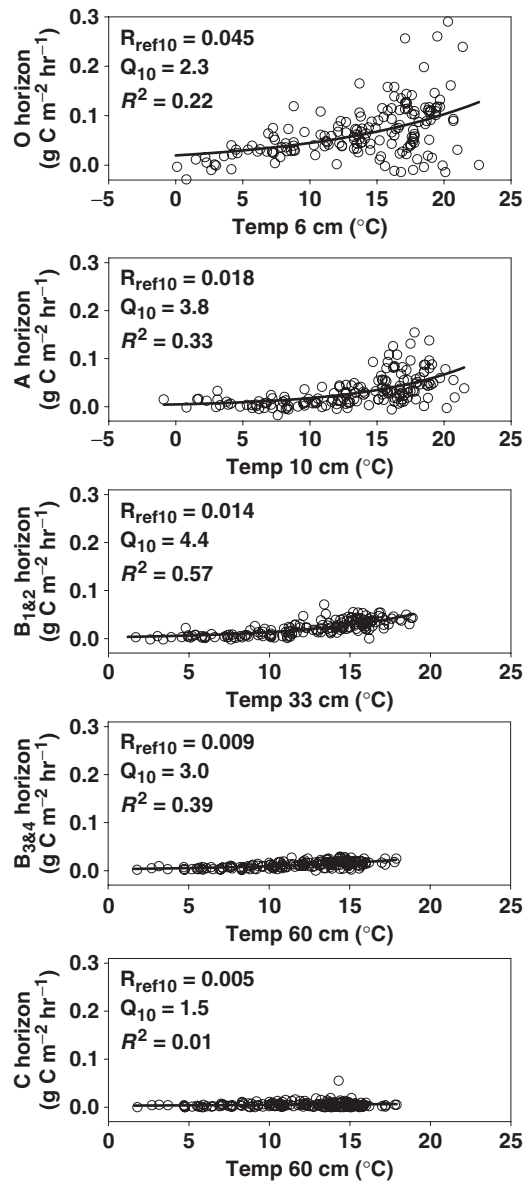 O horizon
(g C m⁻² hr⁻¹)
0.3
0.2
0.1
0.0
R_ref10 = 0.045
Q_10 = 2.3
R² = 0.22
−5 0 5 10 15 20 25
Temp 6 cm (°C)
A horizon
(g C m⁻² hr⁻¹)
0.3
0.2
0.1
0.0
R_ref10 = 0.018
Q_10 = 3.8
R² = 0.33
−5 0 5 10 15 20 25
Temp 10 cm (°C)
B_1&2 horizon
(g C m⁻² hr⁻¹)
0.3
0.2
0.1
0.0
R_ref10 = 0.014
Q_10 = 4.4
R² = 0.57
0 5 10 15 20 25
Temp 33 cm (°C)
B_3&4 horizon
(g C m⁻² hr⁻¹)
0.3
0.2
0.1
0.0
R_ref10 = 0.009
Q_10 = 3.0
R² = 0.39
0 5 10 15 20 25
Temp 60 cm (°C)
C horizon
(g C m⁻² hr⁻¹)
0.3
0.2
0.1
0.0
R_ref10 = 0.005
Q_10 = 1.5
R² = 0.01
0 5 10 15 20 25
Temp 60 cm (°C)